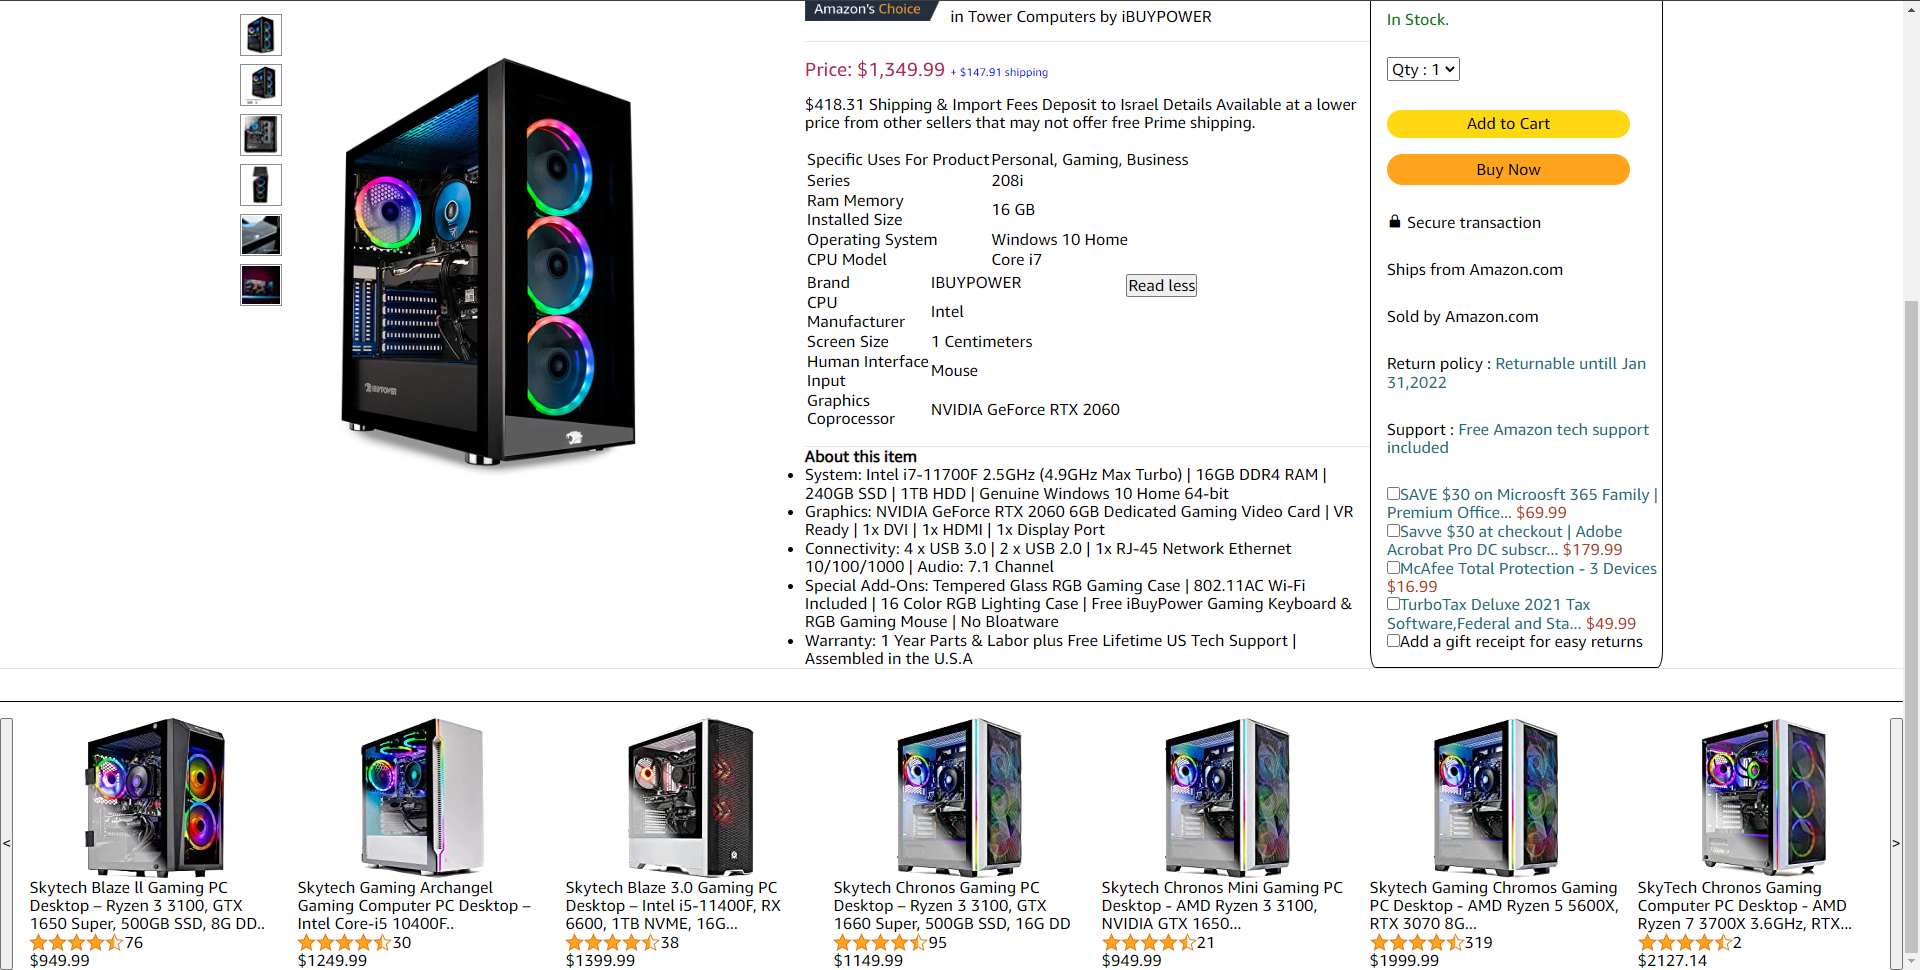 Amazon's Choice
in Tower Computers by iBUYPOWER
Price: $1,349.99 + $147.91 shipping
$418.31 Shipping & Import Fees Deposit to Israel Details Available at a lower
price from other sellers that may not offer free Prime shipping.
Specific Uses For Product Personal, Gaming, Business
Series 208i
Ram Memory
Installed Size 16 GB
Operating System Windows 10 Home
CPU Model Core i7
Brand IBUYPOWER
Read less
CPU
Manufacturer Intel
Screen Size 1 Centimeters
Human Interface
Input Mouse
Graphics
Coprocessor NVIDIA GeForce RTX 2060
About this item
System: Intel i7-11700F 2.5GHz (4.9GHz Max Turbo) | 16GB DDR4 RAM |
240GB SSD | 1TB HDD | Genuine Windows 10 Home 64-bit
Graphics: NVIDIA GeForce RTX 2060 6GB Dedicated Gaming Video Card | VR
Ready | 1x DVI | 1x HDMI | 1x Display Port
Connectivity: 4 x USB 3.0 | 2 x USB 2.0 | 1x RJ-45 Network Ethernet
10/100/1000 | Audio: 7.1 Channel
Special Add-Ons: Tempered Glass RGB Gaming Case | 802.11AC Wi-Fi
Included | 16 Color RGB Lighting Case | Free iBuyPower Gaming Keyboard &
RGB Gaming Mouse | No Bloatware
Warranty: 1 Year Parts & Labor plus Free Lifetime US Tech Support |
Assembled in the U.S.A
In Stock.
Qty : 1
Add to Cart
Buy Now
Secure transaction
Ships from Amazon.com
Sold by Amazon.com
Return policy : Returnable untill Jan
31,2022
Support : Free Amazon tech support
included
SAVE $30 on Microosft 365 Family |
Premium Office... $69.99
Savve $30 at checkout | Adobe
Acrobat Pro DC subscr... $179.99
McAfee Total Protection - 3 Devices
$16.99
TurboTax Deluxe 2021 Tax
Software,Federal and Sta... $49.99
Add a gift receipt for easy returns
iBUYPOWER
<
Skytech Blaze ll Gaming PC
Desktop – Ryzen 3 3100, GTX
1650 Super, 500GB SSD, 8G DD..
76
$949.99
Skytech Gaming Archangel
Gaming Computer PC Desktop –
Intel Core-i5 10400F..
30
$1249.99
Skytech Blaze 3.0 Gaming PC
Desktop – Intel i5-11400F, RX
6600, 1TB NVME, 16G...
38
$1399.99
Skytech Chronos Gaming PC
Desktop – Ryzen 3 3100, GTX
1660 Super, 500GB SSD, 16G DD
95
$1149.99
Skytech Chronos Mini Gaming PC
Desktop - AMD Ryzen 3 3100,
NVIDIA GTX 1650...
21
$949.99
Skytech Gaming Chromos Gaming
PC Desktop - AMD Ryzen 5 5600X,
RTX 3070 8G...
319
$1999.99
SkyTech Chronos Gaming
Computer PC Desktop - AMD
Ryzen 7 3700X 3.6GHz, RTX...
2
$2127.14
>